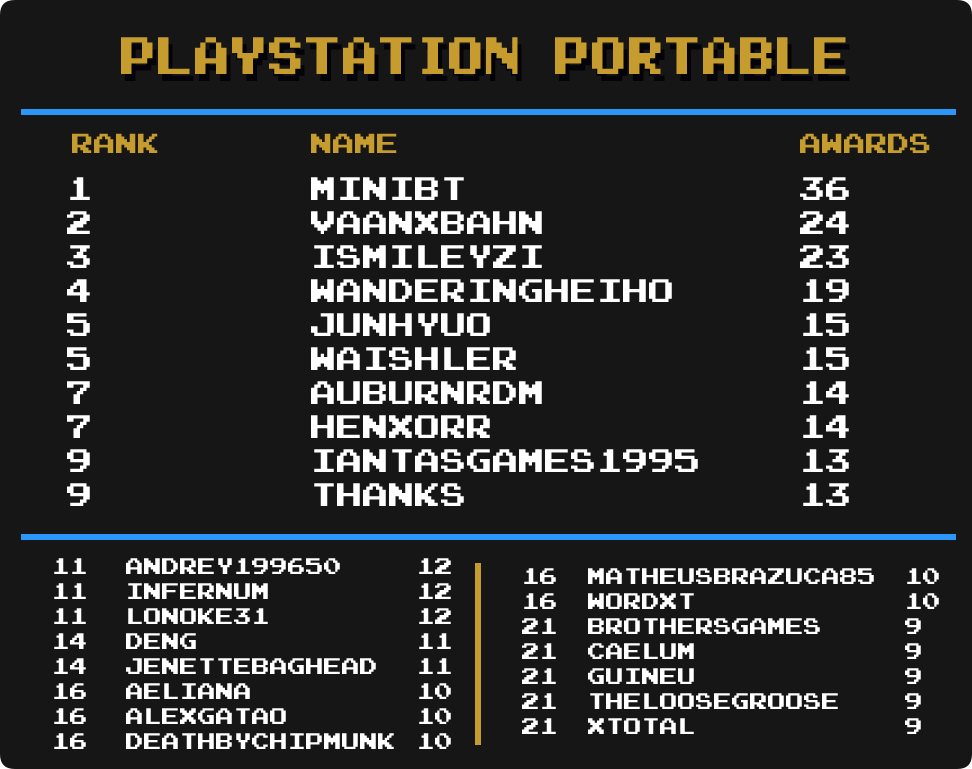 PLAYSTATION PORTABLE
RANK NAME AWARDS
1 MINIBT 36
2 VAANXBAHN 24
3 ISMILEYZI 23
4 WANDERINGHEIHO 19
5 JUNHYUO 15
5 WAISHLER 15
7 AUBURNRDM 14
7 HENXORR 14
9 IANTASGAMES1995 13
9 THANKS 13
11 ANDREY199650 12
11 INFERNUM 12
11 LONOKE31 12
14 DENG 11
14 JENETTEBAGHEAD 11
16 AELIANA 10
16 ALEXGATAO 10
16 DEATHBYCHIPMUNK 10
16 MATHEUSBRAZUCA85 10
16 WORDXT 10
21 BROTHERSGAMES 9
21 CAELUM 9
21 GUINEU 9
21 THELOOSEGROOSE 9
21 XTOTAL 9